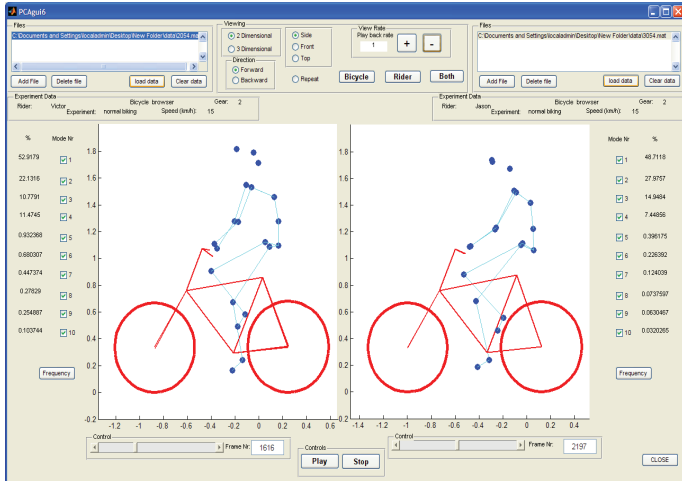 PCAgui6
Files
C:\Documents and Settings\localadmin\Desktop\New Folder\data\2054.mat
Add File Delete file load data Clear data
Viewing
2 Dimensional
3 Dimensional
Direction
Forward
Backward
Side
Front
Top
Repeat
View Rate
Play back rate
1 + -
Bicycle Rider Both
Files
C:\Documents and Settings\localadmin\Desktop\New Folder\data\3054.mat
Add File Delete file load data Clear data
Experiment Data
Rider: Victor Bicycle browser Gear: 2
Experiment: normal biking Speed (km/h): 15
Experiment Data
Rider: Jason Bicycle browser Gear: 2
Experiment: normal biking Speed (km/h): 15
% Mode Nr
52.9179 1
22.1316 2
10.7791 3
11.4745 4
0.932368 5
0.680307 6
0.447374 7
0.27829 8
0.254887 9
0.103744 10
Frequency
1.8
1.6
1.4
1.2
1
0.8
0.6
0.4
0.2
0
-0.2
-1.2 -1 -0.8 -0.6 -0.4 -0.2 0 0.2 0.4 0.6
1.8
1.6
1.4
1.2
1
0.8
0.6
0.4
0.2
0
-0.2
-1.4 -1.2 -1 -0.8 -0.6 -0.4 -0.2 0 0.2 0.4
Mode Nr %
1 48.7118
2 27.9757
3 14.9484
4 7.44856
5 0.396175
6 0.226392
7 0.124039
8 0.0737597
9 0.0630467
10 0.0320265
Frequency
Control
Frame Nr: 1616
Controls
Play Stop
Control
Frame Nr: 2197
CLOSE